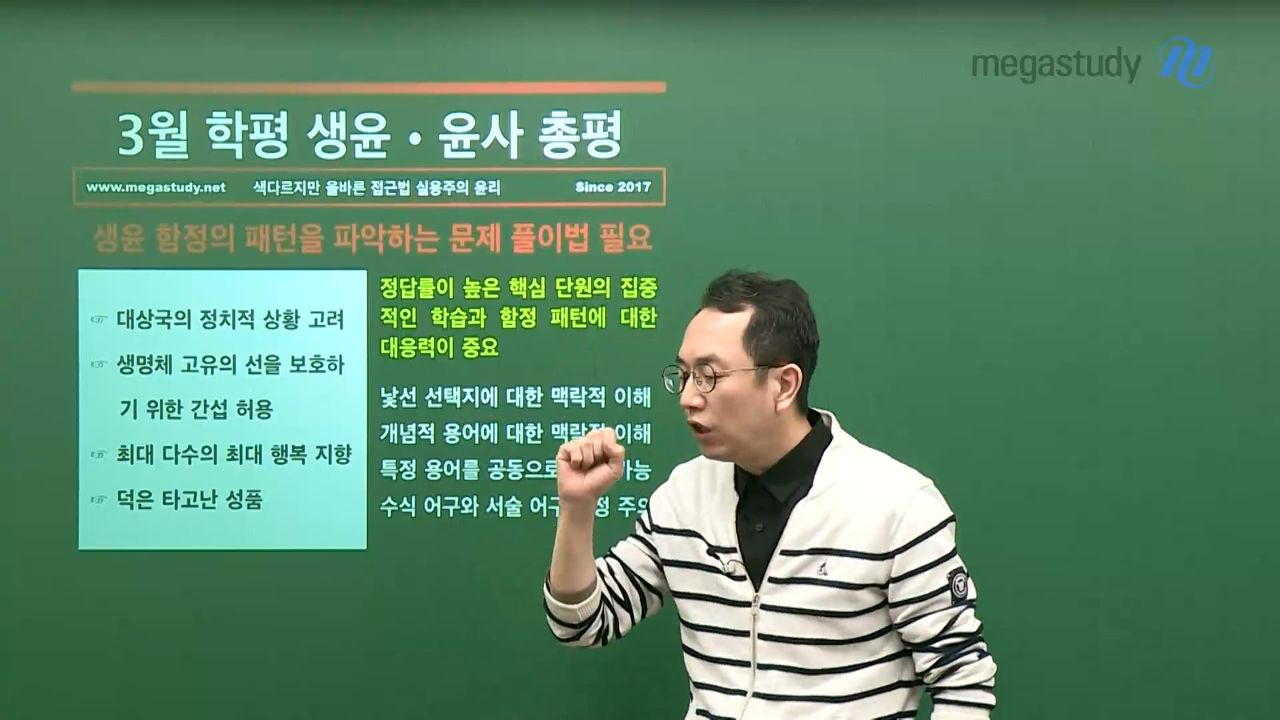 megastudy
3월 학평 생윤 · 윤사 총평
www.megastudy.net 색다르지만 올바른 접근법 실용주의 윤리 Since 2017
생윤 함정의 패턴을 파악하는 문제 풀이법 필요
☞ 대상국의 정치적 상황 고려
☞ 생명체 고유의 선을 보호하
기 위한 간섭 허용
☞ 최대 다수의 최대 행복 지향
☞ 덕은 타고난 성품
정답률이 높은 핵심 단원의 집중
적인 학습과 함정 패턴에 대한
대응력이 중요
낯선 선택지에 대한 맥락적 이해
개념적 용어에 대한 맥락적 이해
특정 용어를 공동으로 가능
수식 어구와 서술 어구